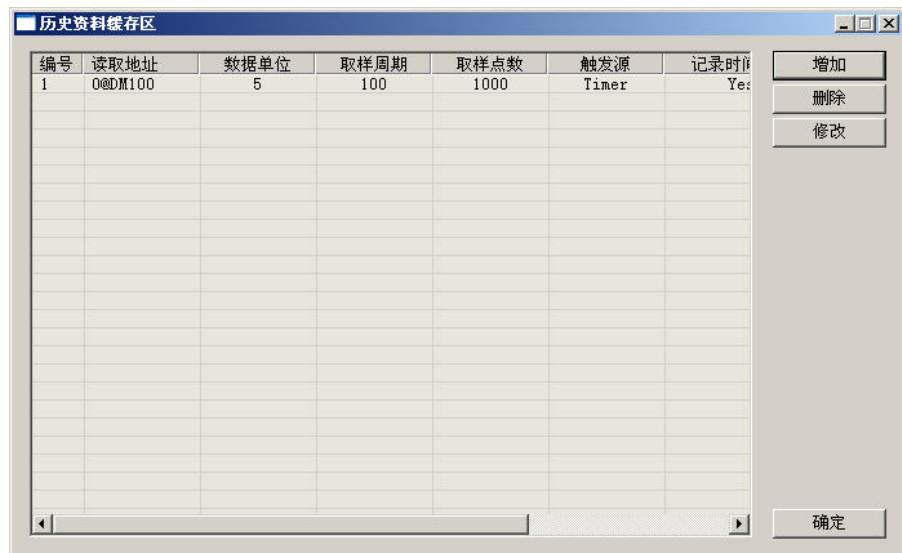 历史资料缓存区
编号 读取地址 数据单位 取样周期 取样点数 触发源 记录时间
1 0@DM100 5 100 1000 Timer Yes
增加
删除
修改
确定